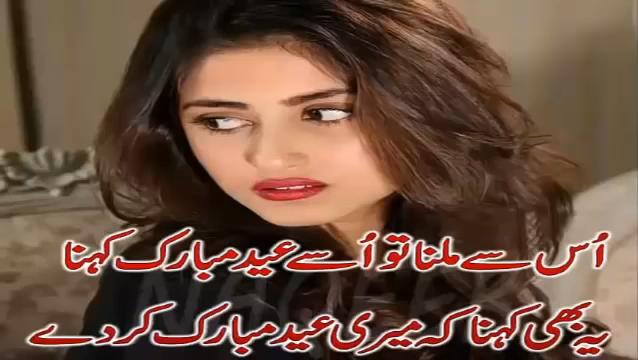 اُس سے ملنا تو اُسے عید مبارک کہنا
یہ بھی کہنا کہ میری عید مبارک کر دے